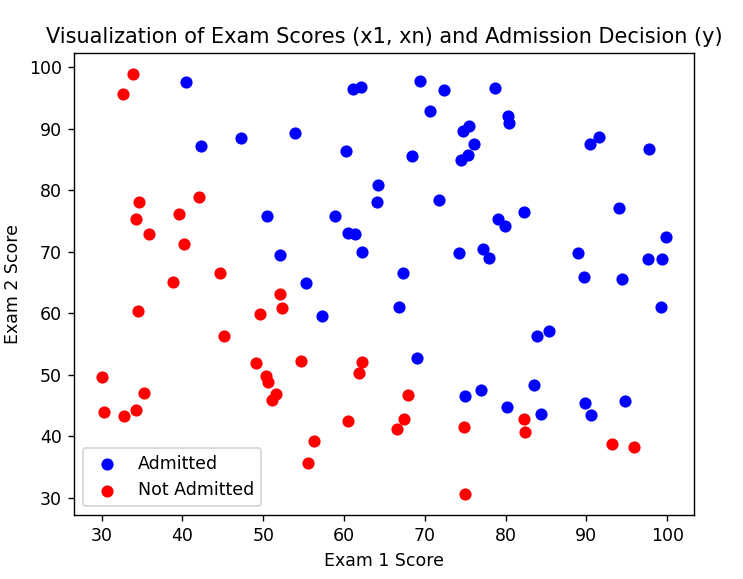 Visualization of Exam Scores (x1, xn) and Admission Decision (y)
100
90
80
70
60
50
40
30
Exam 2 Score
Admitted
Not Admitted
30 40 50 60 70 80 90 100
Exam 1 Score